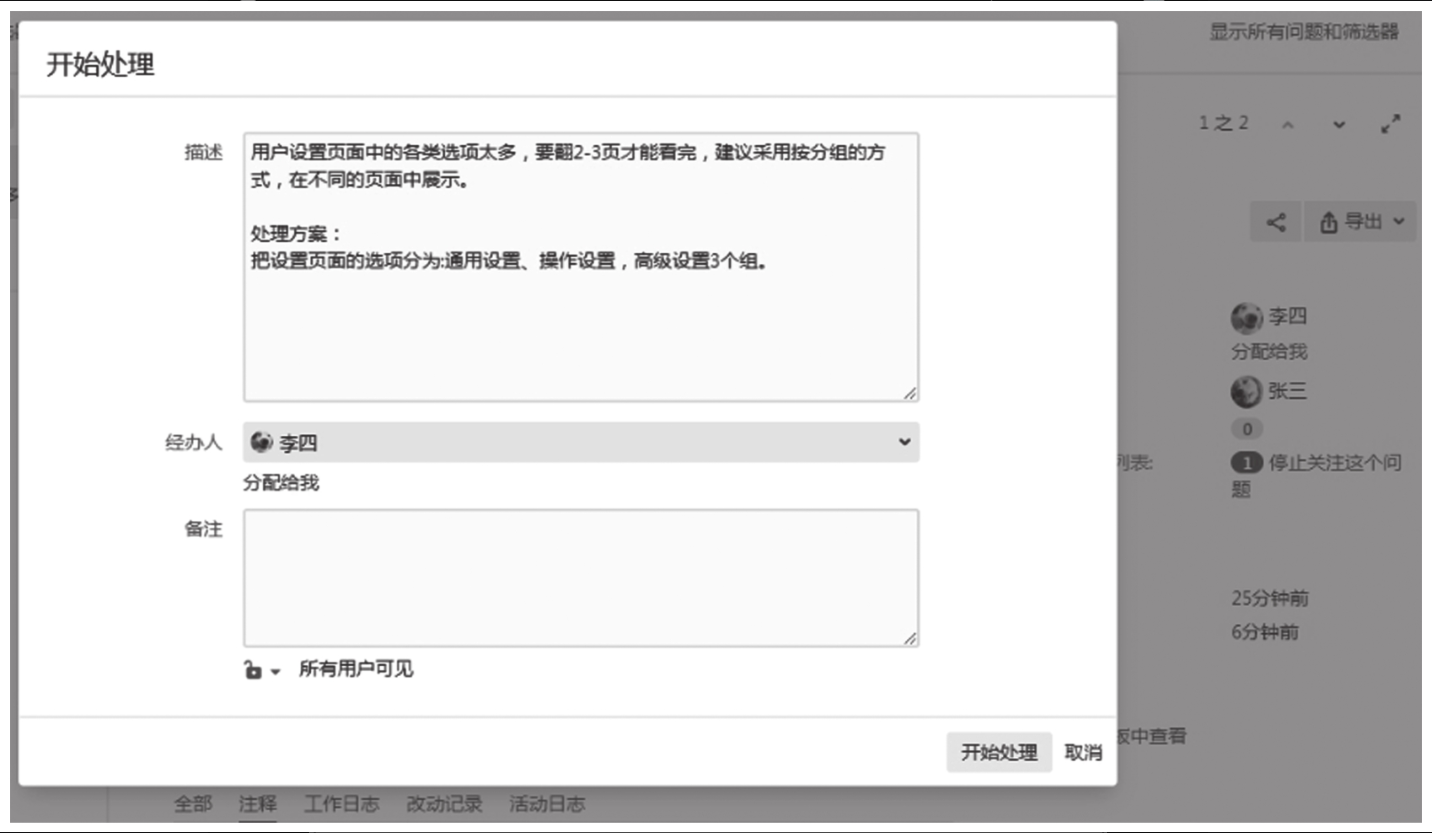 显示所有问题和筛选器
开始处理
1 之 2
描述
用户设置页面中的各类选项太多，要翻2-3页才能看完，建议采用按分组的方
式，在不同的页面中展示。
处理方案：
把设置页面的选项分为:通用设置、操作设置，高级设置3个组。
导出
李四
分配给我
张三
0
经办人
李四
列表:
1 停止关注这个问
题
分配给我
备注
25分钟前
6分钟前
所有用户可见
板中查看
开始处理 取消
全部 注释 工作日志 改动记录 活动日志